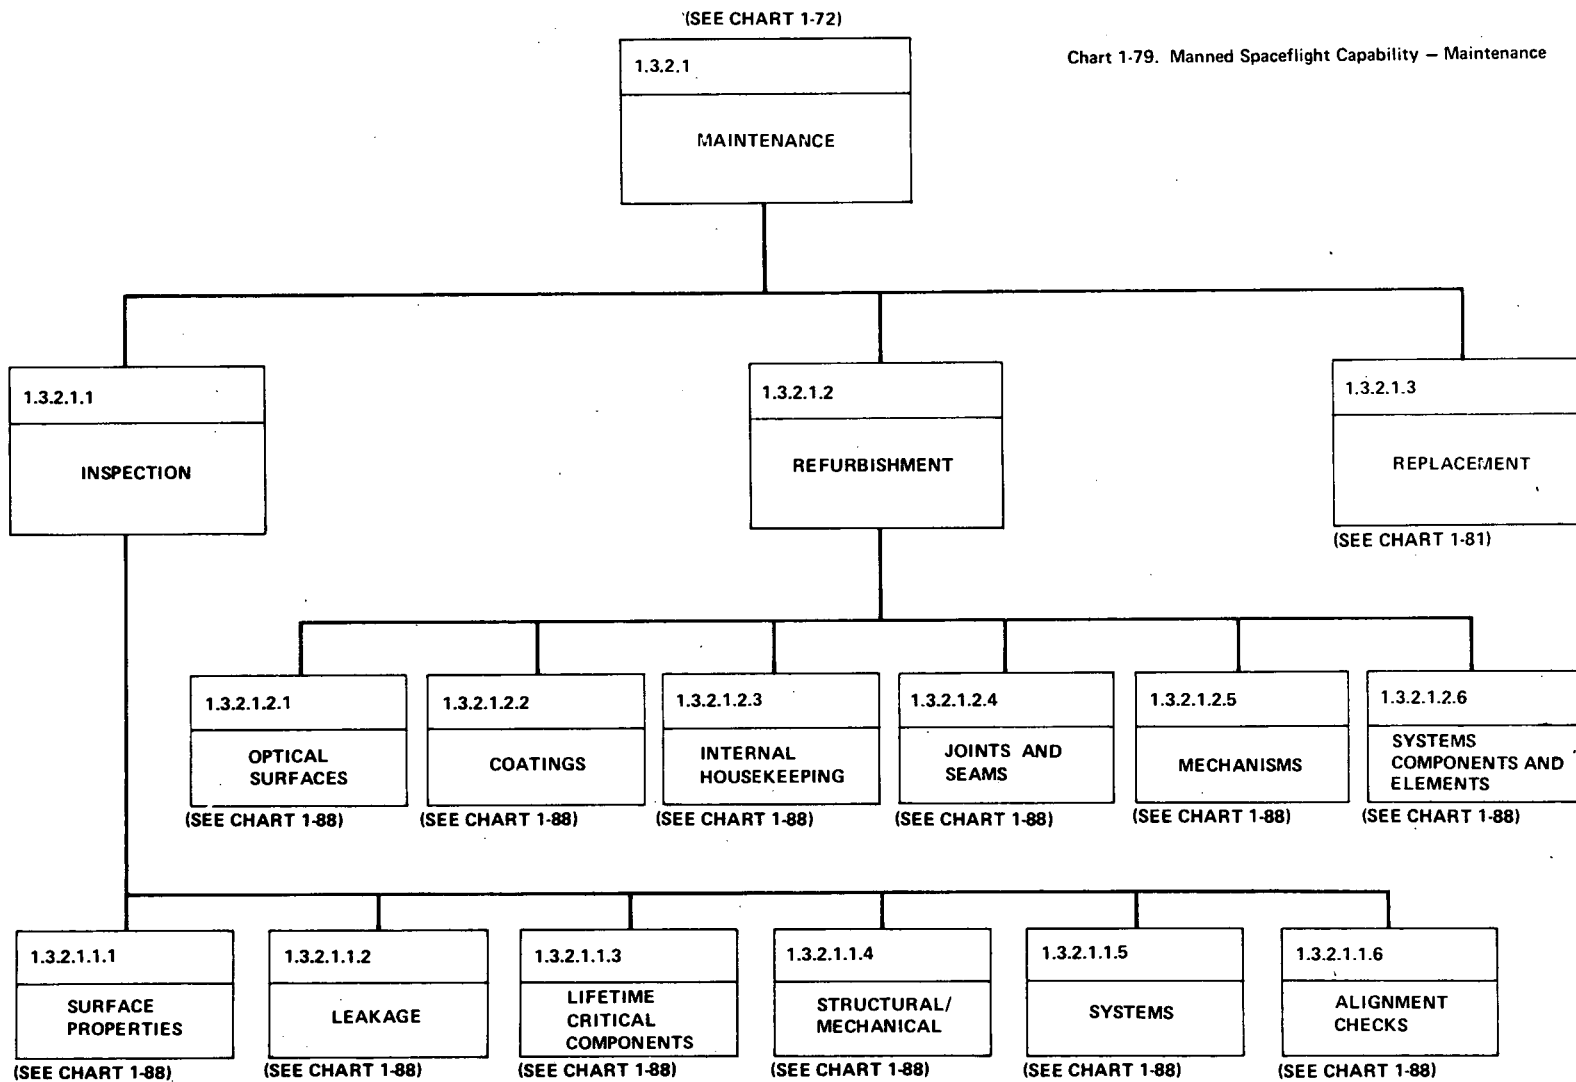 (SEE CHART 1-72)
Chart 1-79. Manned Spaceflight Capability — Maintenance
1.3.2.1
MAINTENANCE
1.3.2.1.1
INSPECTION
1.3.2.1.2
REFURBISHMENT
1.3.2.1.3
REPLACEMENT
(SEE CHART 1-81)
1.3.2.1.2.1
OPTICAL
SURFACES
(SEE CHART 1-88)
1.3.2.1.2.2
COATINGS
(SEE CHART 1-88)
1.3.2.1.2.3
INTERNAL
HOUSEKEEPING
(SEE CHART 1-88)
1.3.2.1.2.4
JOINTS AND
SEAMS
(SEE CHART 1-88)
1.3.2.1.2.5
MECHANISMS
(SEE CHART 1-88)
1.3.2.1.2.6
SYSTEMS
COMPONENTS AND
ELEMENTS
(SEE CHART 1-88)
1.3.2.1.1.1
SURFACE
PROPERTIES
(SEE CHART 1-88)
1.3.2.1.1.2
LEAKAGE
(SEE CHART 1-88)
1.3.2.1.1.3
LIFETIME
CRITICAL
COMPONENTS
(SEE CHART 1-88)
1.3.2.1.1.4
STRUCTURAL/
MECHANICAL
(SEE CHART 1-88)
1.3.2.1.1.5
SYSTEMS
(SEE CHART 1-88)
1.3.2.1.1.6
ALIGNMENT
CHECKS
(SEE CHART 1-88)